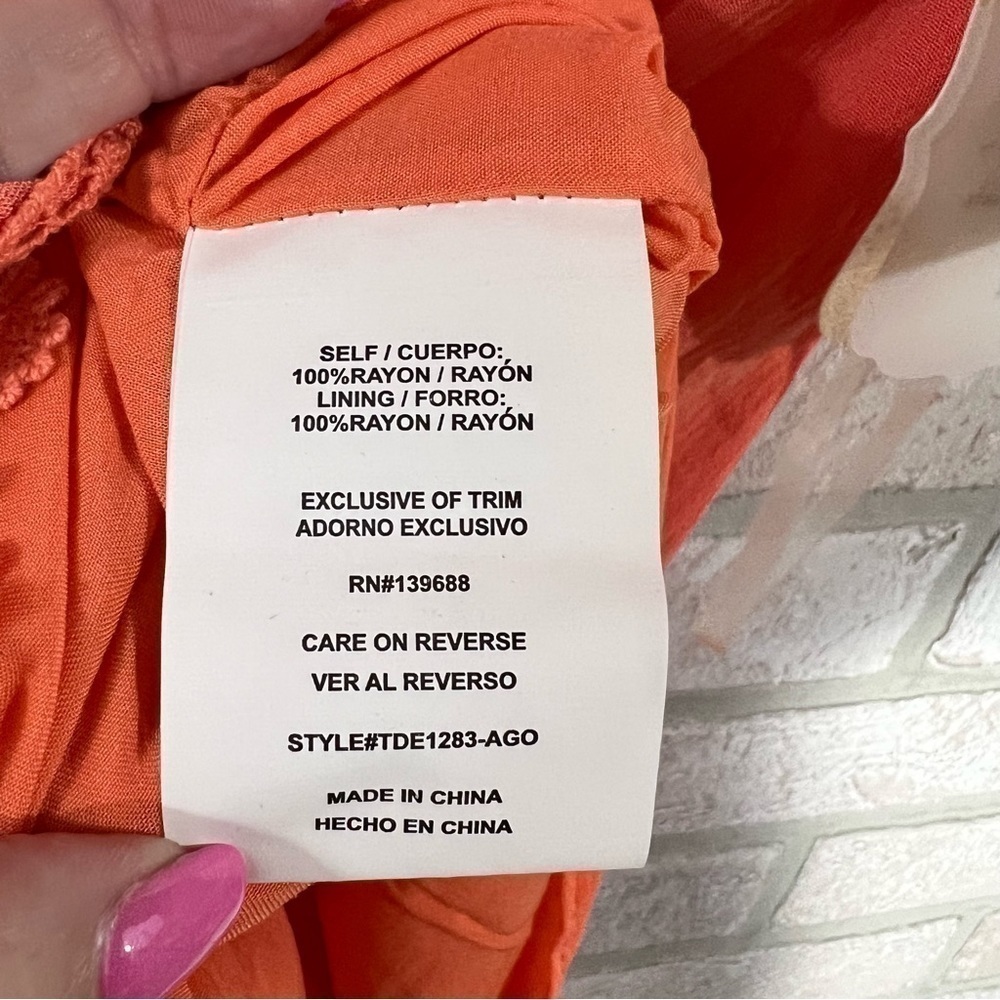 SELF / CUERPO:
100%RAYON / RAYÓN
LINING / FORRO:
100%RAYON / RAYÓN
EXCLUSIVE OF TRIM
ADORNO EXCLUSIVO
RN#139688
CARE ON REVERSE
VER AL REVERSO
STYLE#TDE1283-AGO
MADE IN CHINA
HECHO EN CHINA